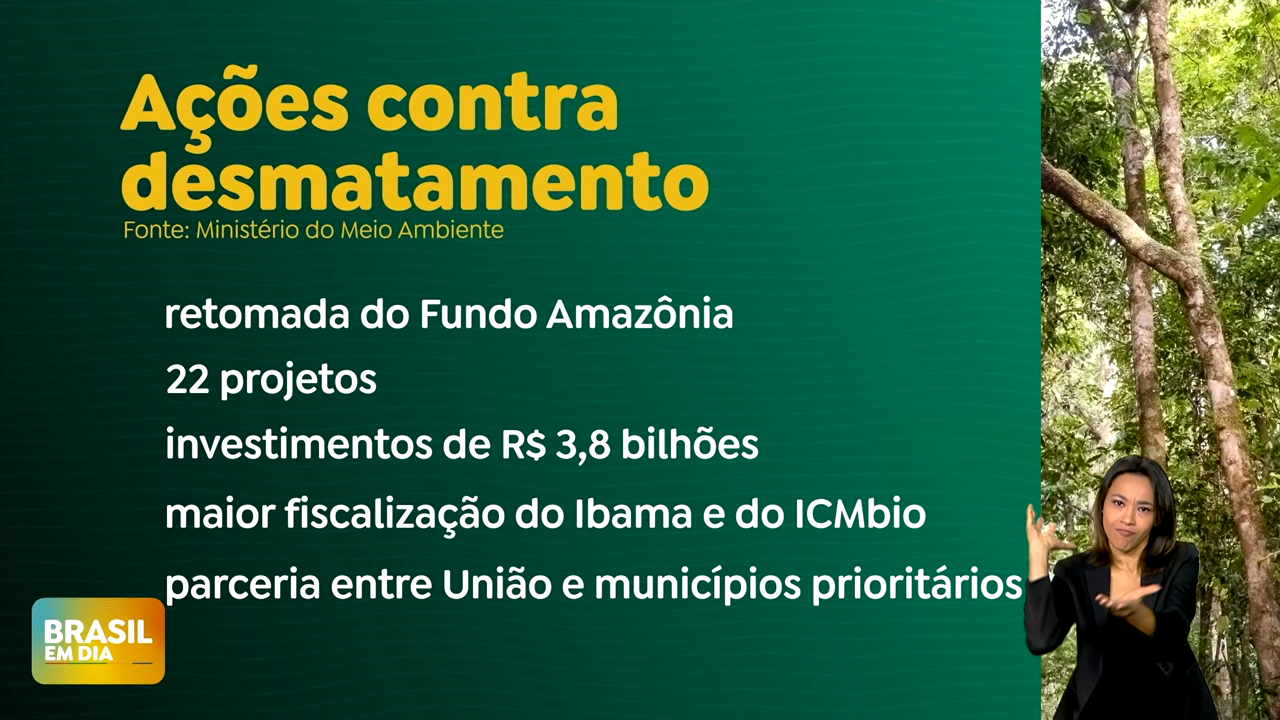 Ações contra
desmatamento
Fonte: Ministério do Meio Ambiente
retomada do Fundo Amazônia
22 projetos
investimentos de R$ 3,8 bilhões
maior fiscalização do Ibama e do ICMbio
parceria entre União e municípios prioritários
BRASIL
EM DIA